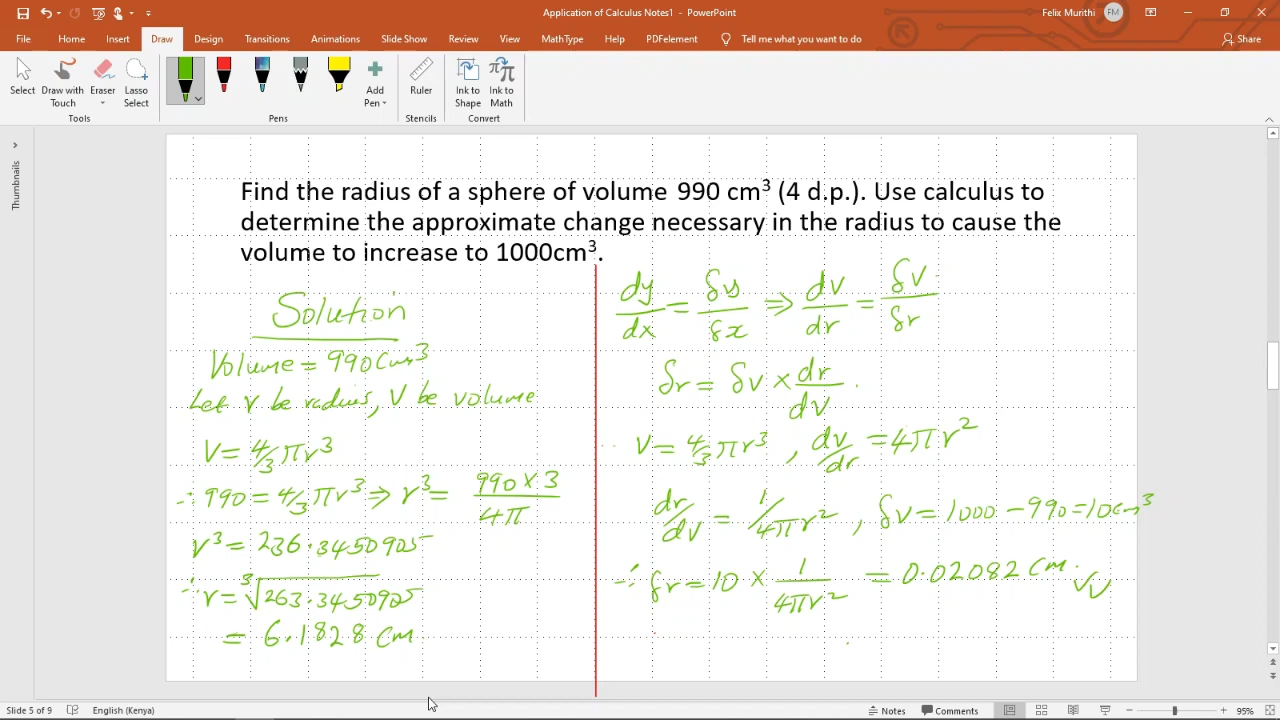 Application of Calculus Notes1 - PowerPoint
Felix Murithi FM
File Home Insert Draw Design Transitions Animations Slide Show Review View MathType Help PDFelement Tell me what you want to do Share
Select Draw with Touch Eraser Lasso Select Add Pen Ruler Ink to Shape Ink to Math
Tools Pens Stencils Convert
Thumbnails
Find the radius of a sphere of volume 990 cm³ (4 d.p.). Use calculus to
determine the approximate change necessary in the radius to cause the
volume to increase to 1000cm³.
Solution
Volume = 990 Cm³
Let r be radius, V be volume
V = 4/3 πr³
∴ 990 = 4/3 πr³ ⇒ r³ = 990 × 3 / 4π
r³ = 236.3450905
∴ r = ³√263.3450905
= 6.1828 cm
dy/dx = δy/δx ⇒ dv/dr = δv/δr
δr = δv × dr/dv .
V = 4/3 πr³ , dv/dr = 4πr²
dr/dv = 1/4πr² , δv = 1000 - 990 = 10cm³
∴ δr = 10 × 1/4πr² = 0.02082 cm.
Slide 5 of 9 English (Kenya) Notes Comments 95%